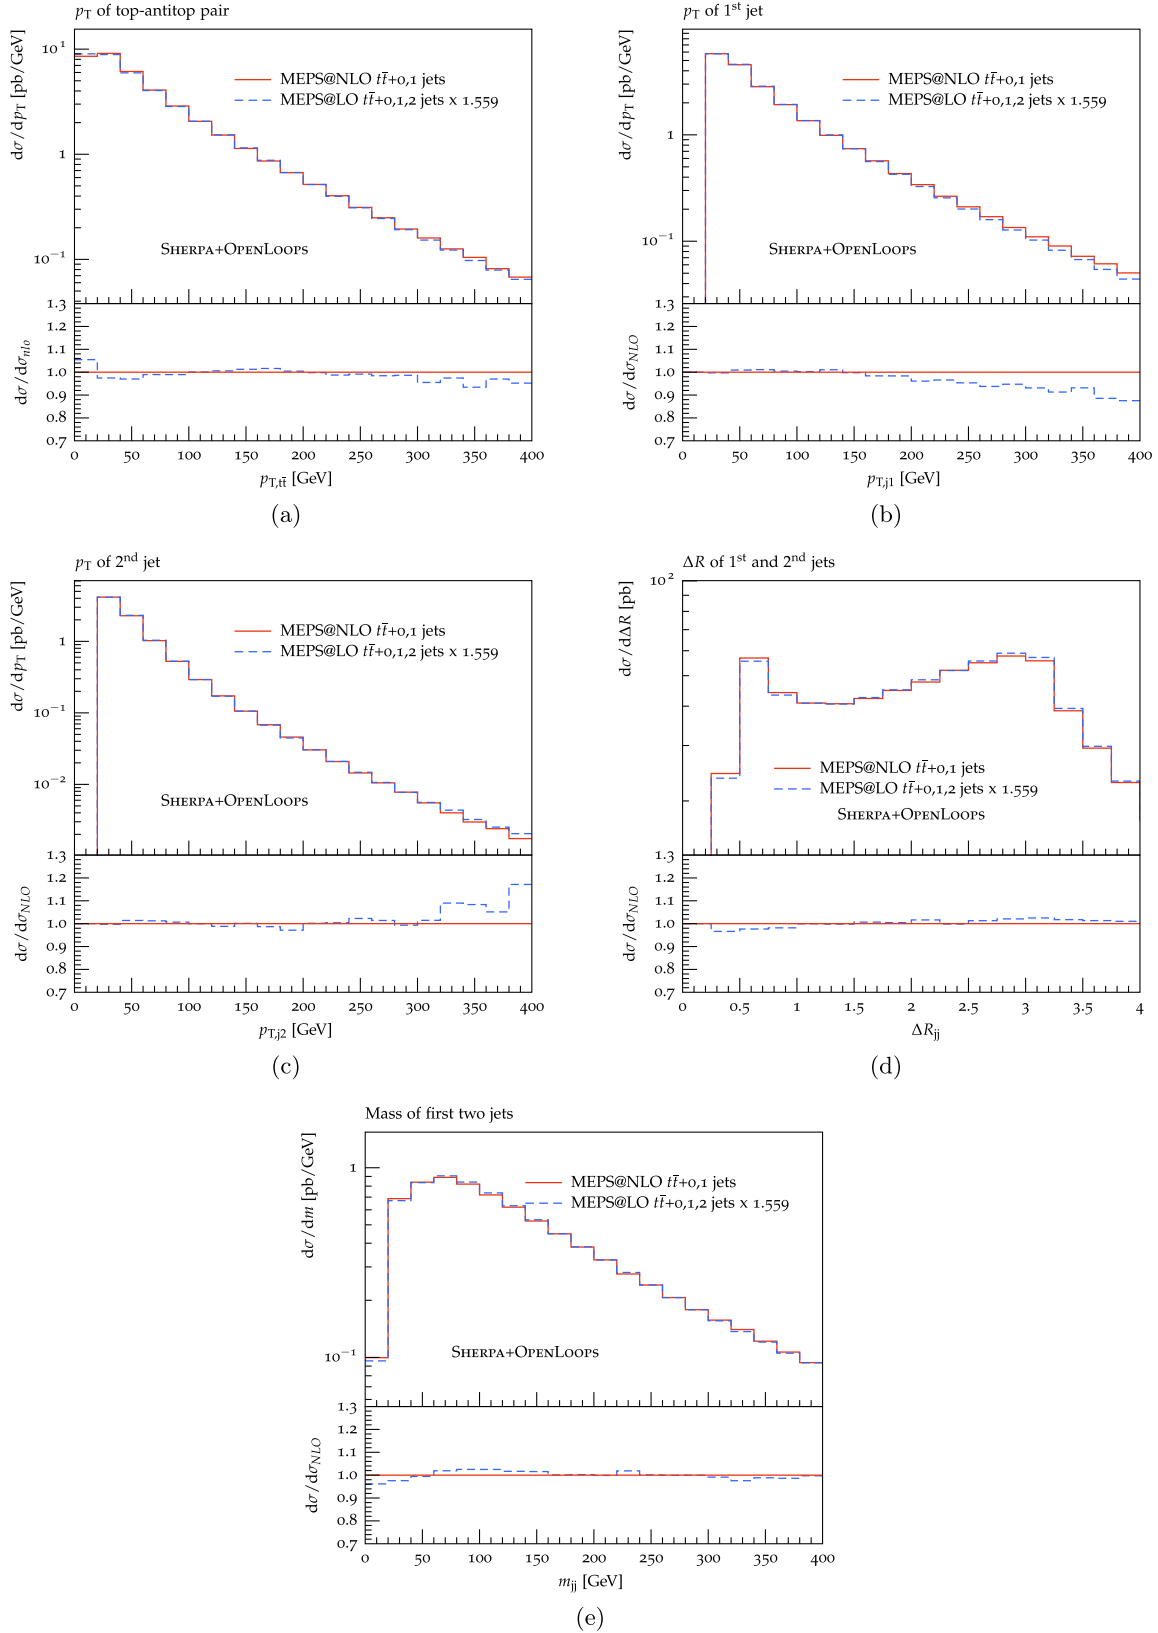 pT of top-antitop pair
dσ/dpT [pb/GeV]
10¹
1
10⁻¹
MEPS@NLO tt̄+0,1 jets
MEPS@LO tt̄+0,1,2 jets x 1.559
SHERPA+OPENLOOPS
dσ/dσnlo
1.3
1.2
1.1
1.0
0.9
0.8
0.7
0 50 100 150 200 250 300 350 400
pT,tt̄ [GeV]
(a)
pT of 1st jet
dσ/dpT [pb/GeV]
1
10⁻¹
MEPS@NLO tt̄+0,1 jets
MEPS@LO tt̄+0,1,2 jets x 1.559
SHERPA+OPENLOOPS
dσ/dσNLO
1.3
1.2
1.1
1.0
0.9
0.8
0.7
0 50 100 150 200 250 300 350 400
pT,j1 [GeV]
(b)
pT of 2nd jet
dσ/dpT [pb/GeV]
1
10⁻¹
10⁻²
MEPS@NLO tt̄+0,1 jets
MEPS@LO tt̄+0,1,2 jets x 1.559
SHERPA+OPENLOOPS
dσ/dσNLO
1.3
1.2
1.1
1.0
0.9
0.8
0.7
0 50 100 150 200 250 300 350 400
pT,j2 [GeV]
(c)
ΔR of 1st and 2nd jets
dσ/dΔR [pb]
10²
MEPS@NLO tt̄+0,1 jets
MEPS@LO tt̄+0,1,2 jets x 1.559
SHERPA+OPENLOOPS
dσ/dσNLO
1.3
1.2
1.1
1.0
0.9
0.8
0.7
0 0.5 1 1.5 2 2.5 3 3.5 4
ΔRjj
(d)
Mass of first two jets
dσ/dm [pb/GeV]
1
10⁻¹
MEPS@NLO tt̄+0,1 jets
MEPS@LO tt̄+0,1,2 jets x 1.559
SHERPA+OPENLOOPS
dσ/dσNLO
1.3
1.2
1.1
1.0
0.9
0.8
0.7
0 50 100 150 200 250 300 350 400
mjj [GeV]
(e)